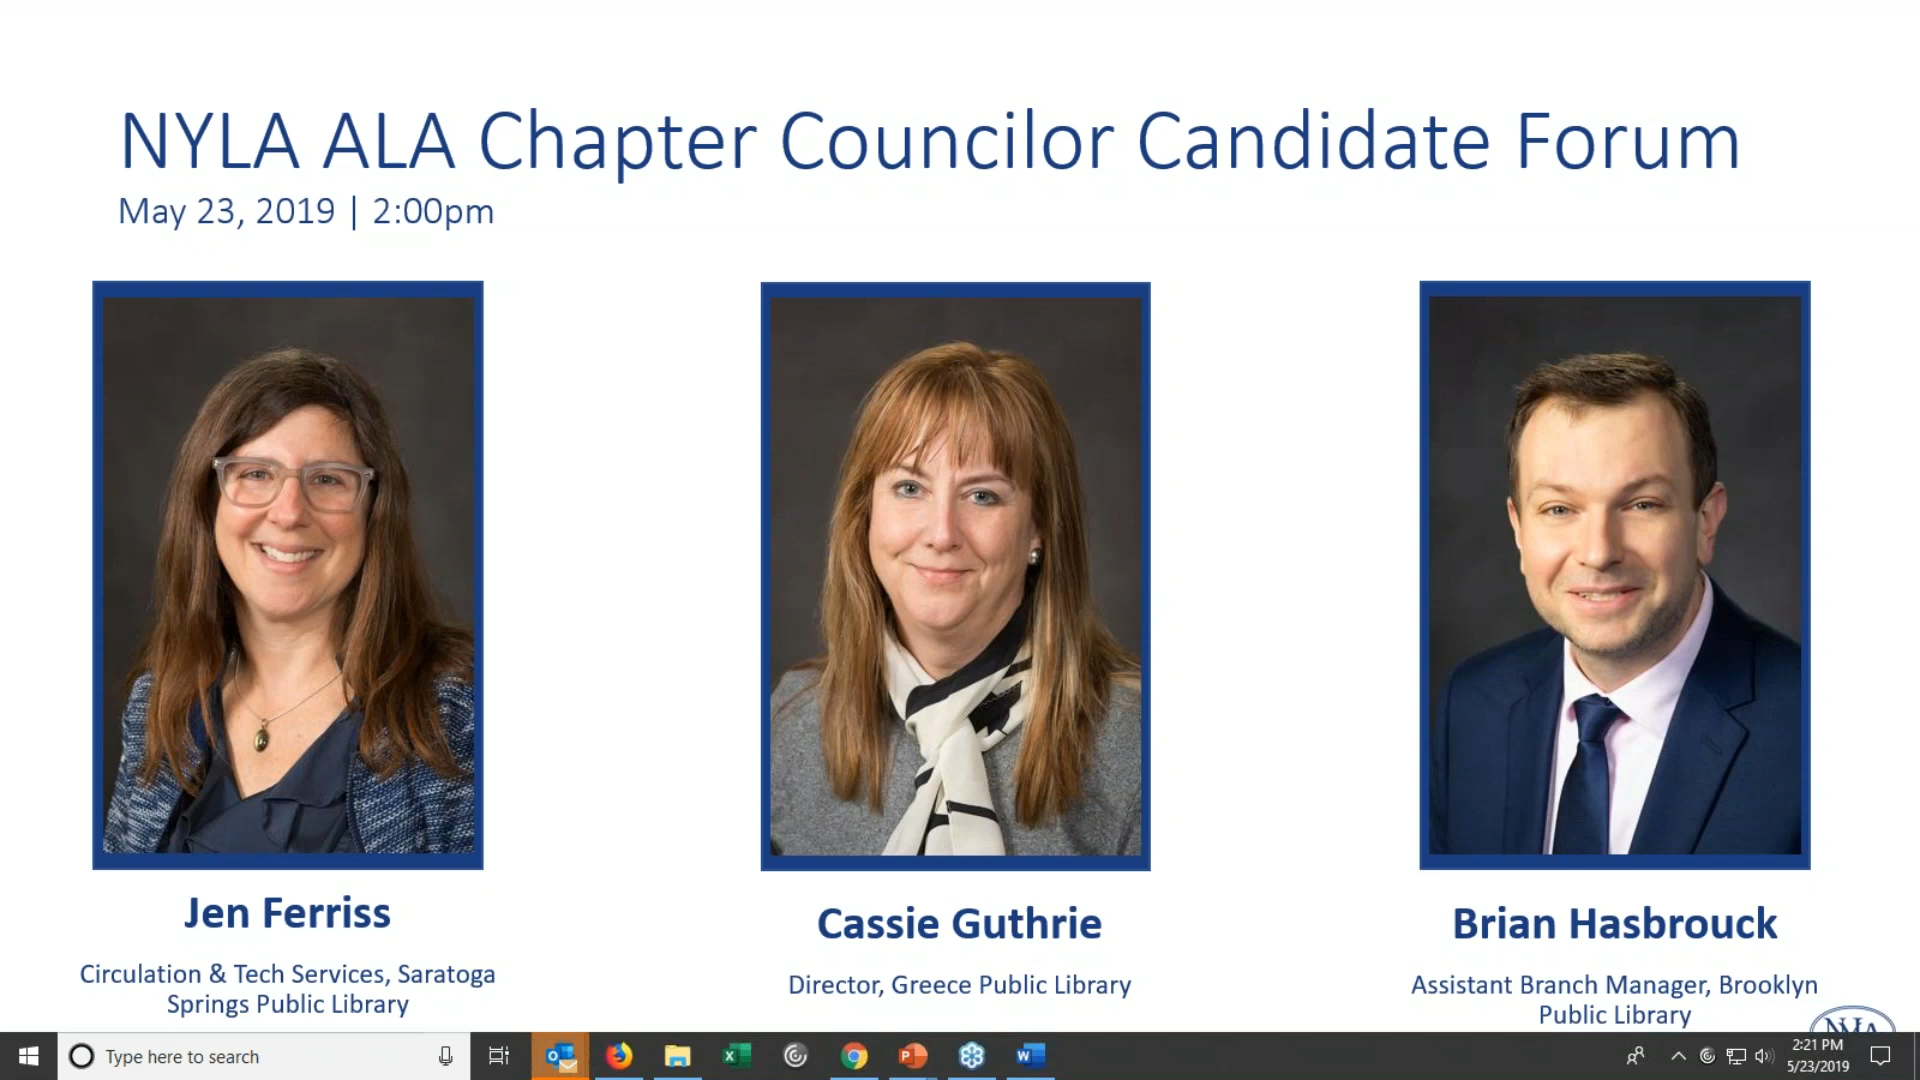 NYLA ALA Chapter Councilor Candidate Forum
May 23, 2019 | 2:00pm
Jen Ferriss
Circulation & Tech Services, Saratoga
Springs Public Library
Cassie Guthrie
Director, Greece Public Library
Brian Hasbrouck
Assistant Branch Manager, Brooklyn
Public Library
Type here to search
2:21 PM
5/23/2019